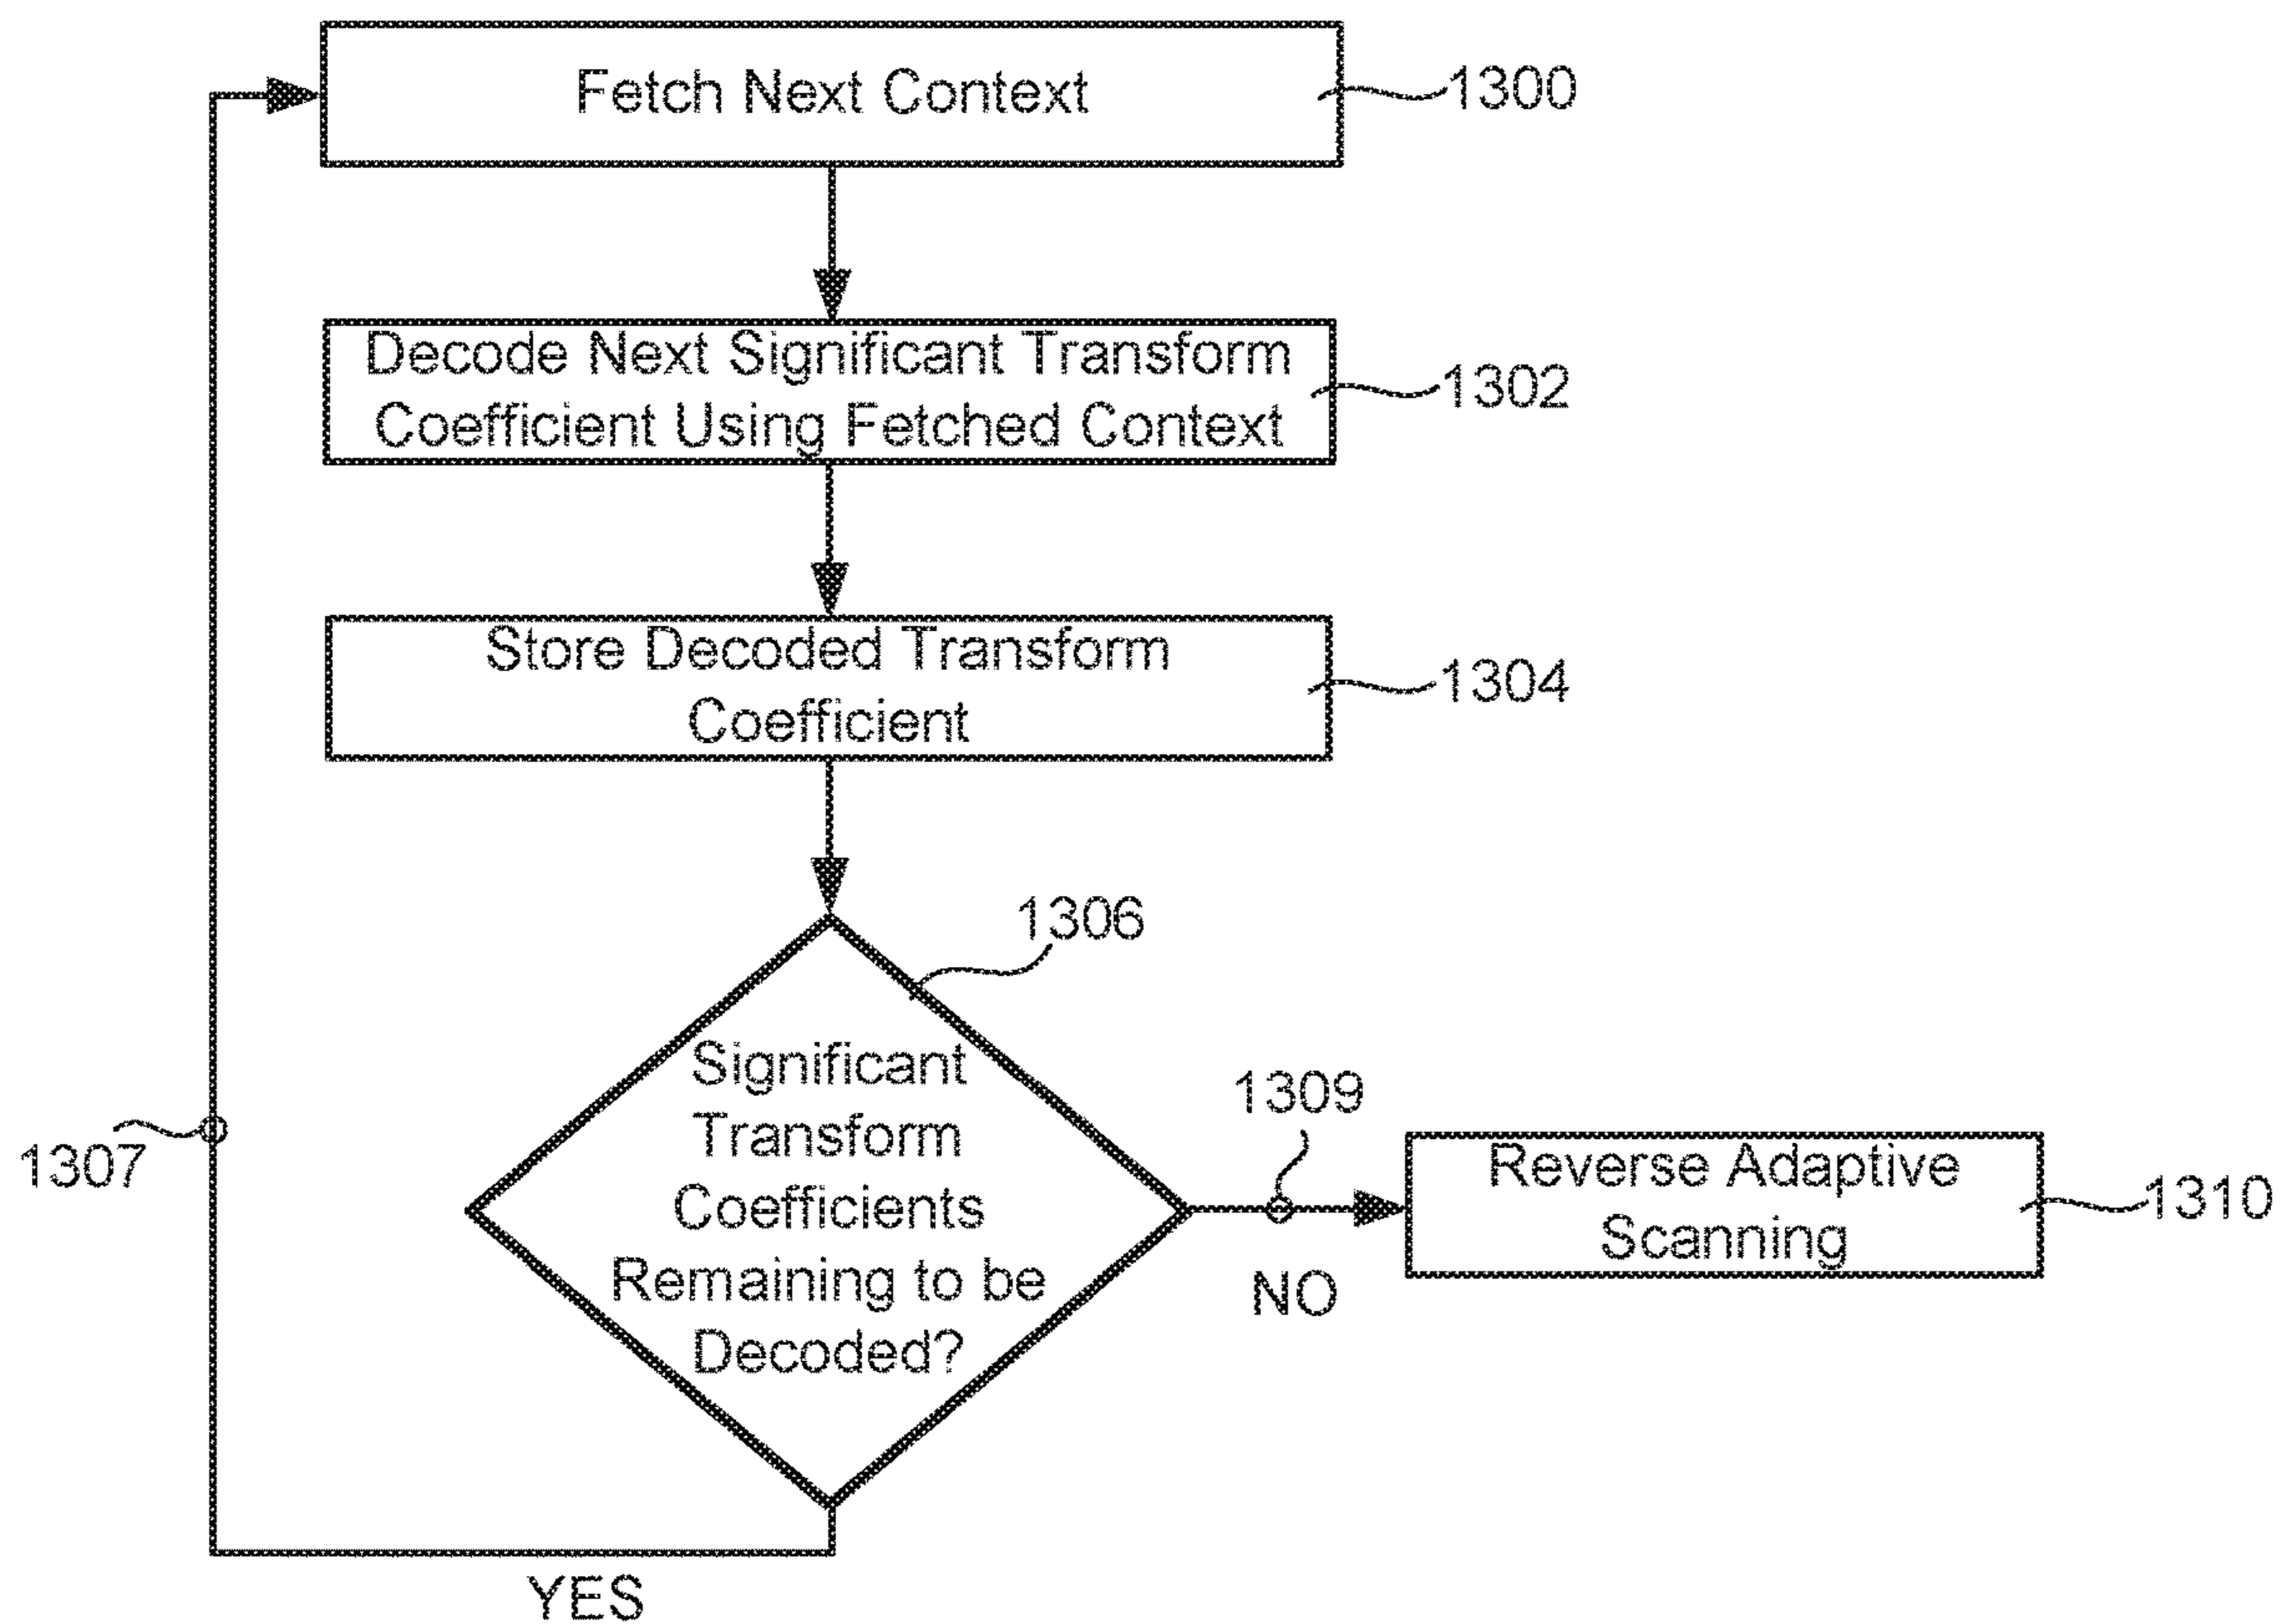 Fetch Next Context
1300
Decode Next Significant Transform
Coefficient Using Fetched Context
1302
Store Decoded Transform
Coefficient
1304
1306
Significant
Transform
Coefficients
Remaining to be
Decoded?
1307
1309
NO
Reverse Adaptive
Scanning
1310
YES